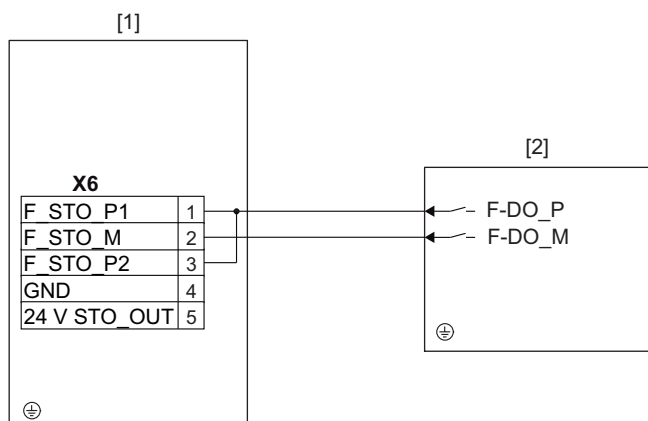 [1]
[2]
X6
F_STO_P1 1
F_STO_M 2
F_STO_P2 3
GND 4
24 V STO_OUT 5
F-DO_P
F-DO_M